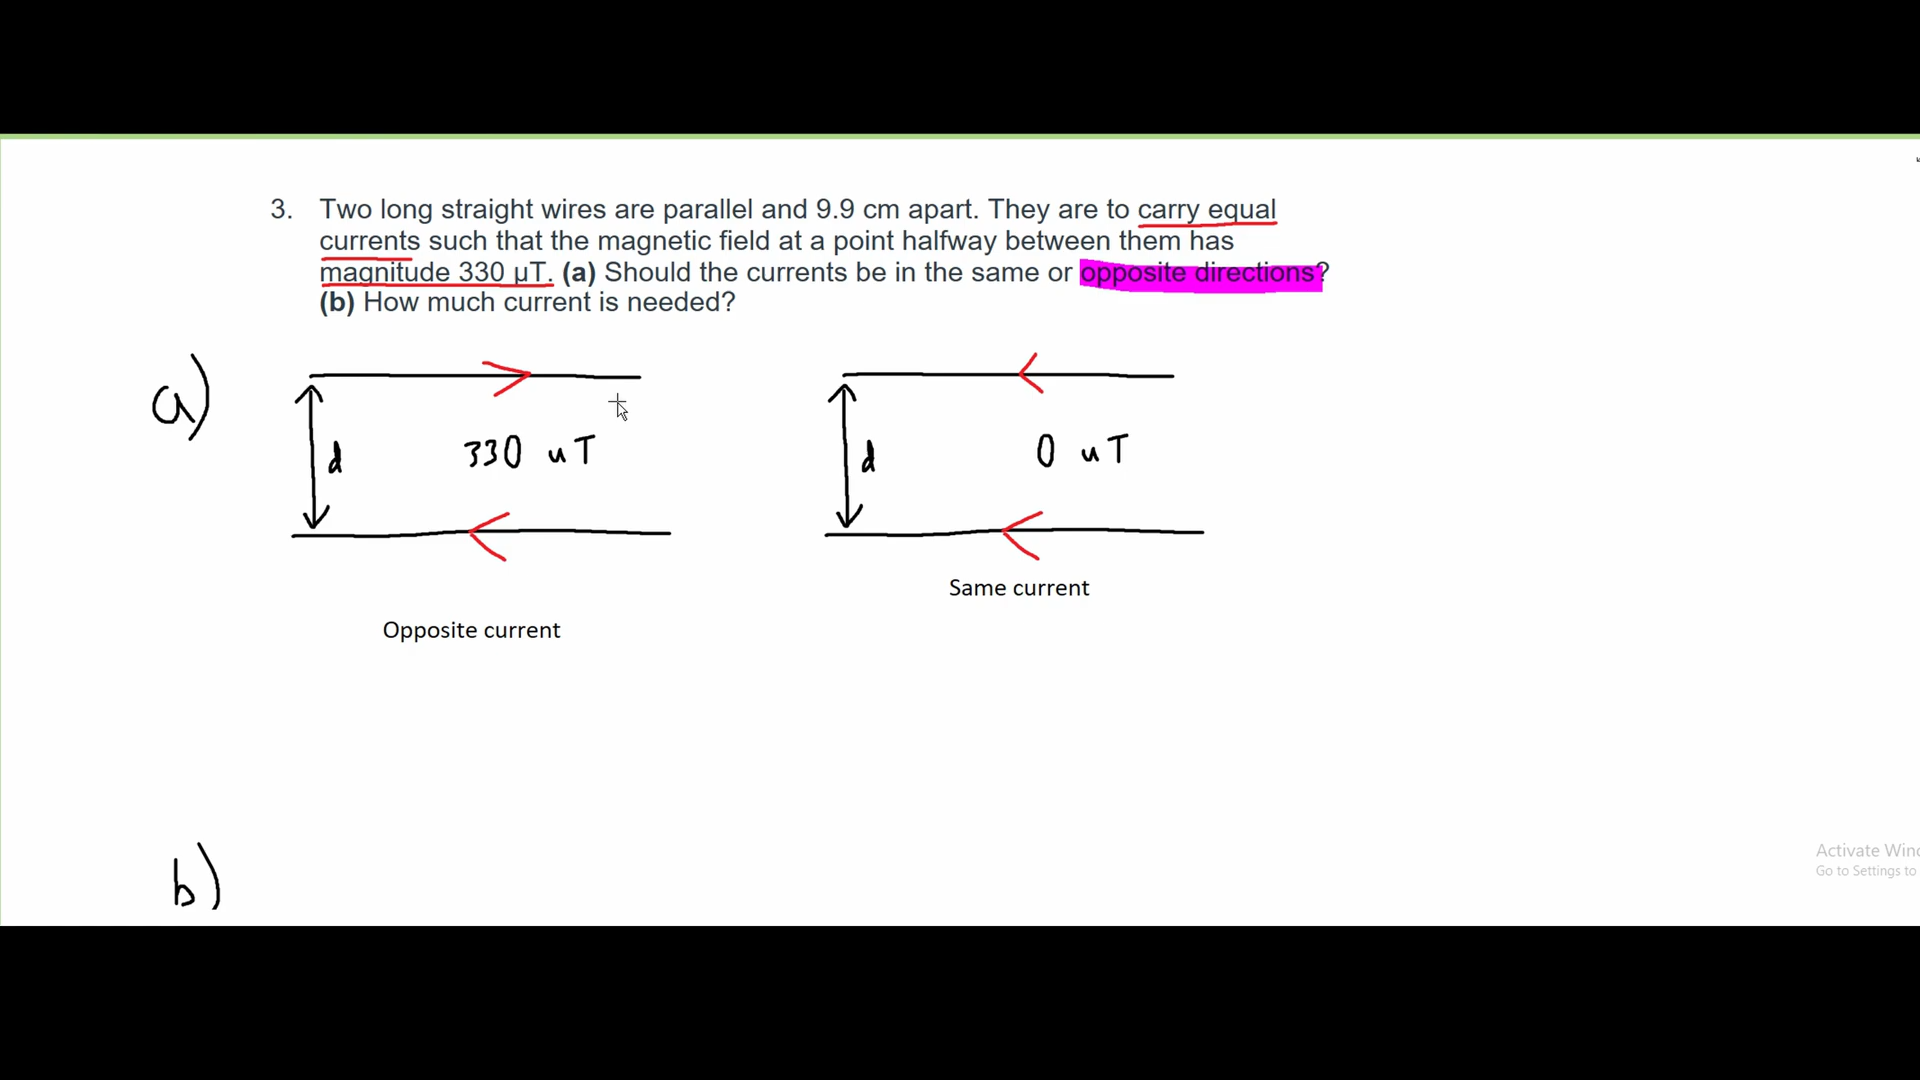 3. Two long straight wires are parallel and 9.9 cm apart. They are to carry equal
currents such that the magnetic field at a point halfway between them has
magnitude 330 µT. (a) Should the currents be in the same or opposite directions?
(b) How much current is needed?
a)
d
330 uT
Opposite current
d
0 uT
Same current
b)
Activate Wind
Go to Settings to